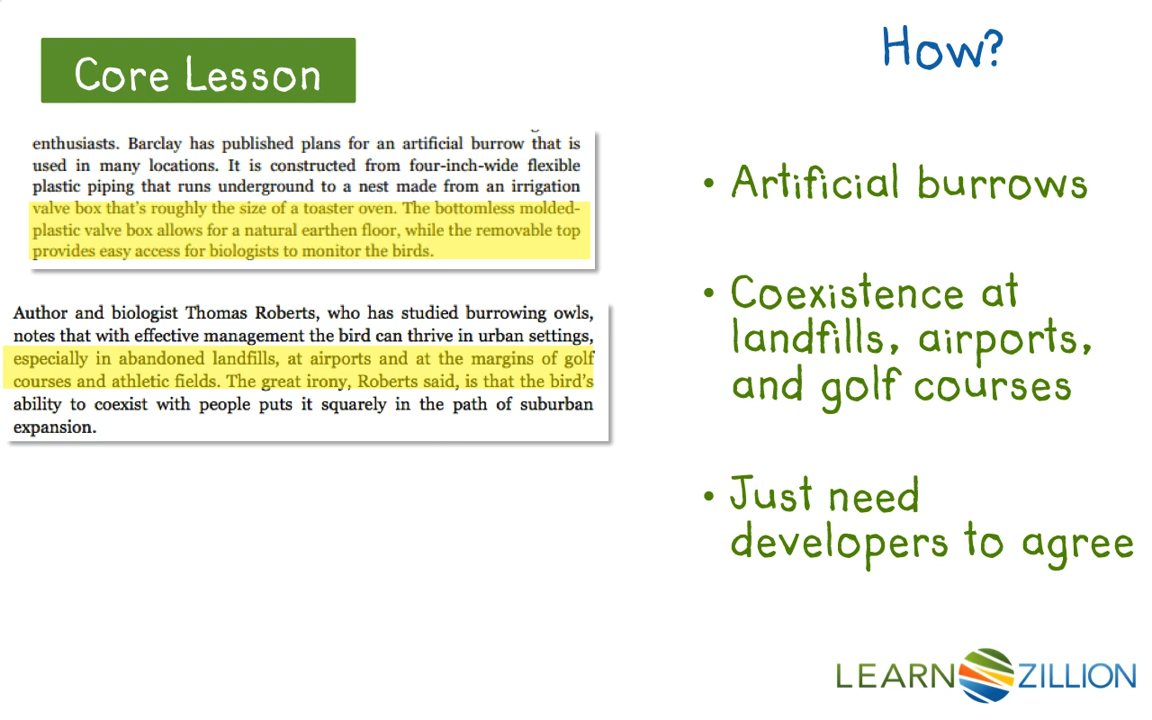 Core Lesson
enthusiasts. Barclay has published plans for an artificial burrow that is
used in many locations. It is constructed from four-inch-wide flexible
plastic piping that runs underground to a nest made from an irrigation
valve box that's roughly the size of a toaster oven. The bottomless molded-
plastic valve box allows for a natural earthen floor, while the removable top
provides easy access for biologists to monitor the birds.
Author and biologist Thomas Roberts, who has studied burrowing owls,
notes that with effective management the bird can thrive in urban settings,
especially in abandoned landfills, at airports and at the margins of golf
courses and athletic fields. The great irony, Roberts said, is that the bird's
ability to coexist with people puts it squarely in the path of suburban
expansion.
How?
• Artificial burrows
• Coexistence at
landfills, airports,
and golf courses
• Just need
developers to agree
LEARN ZILLION